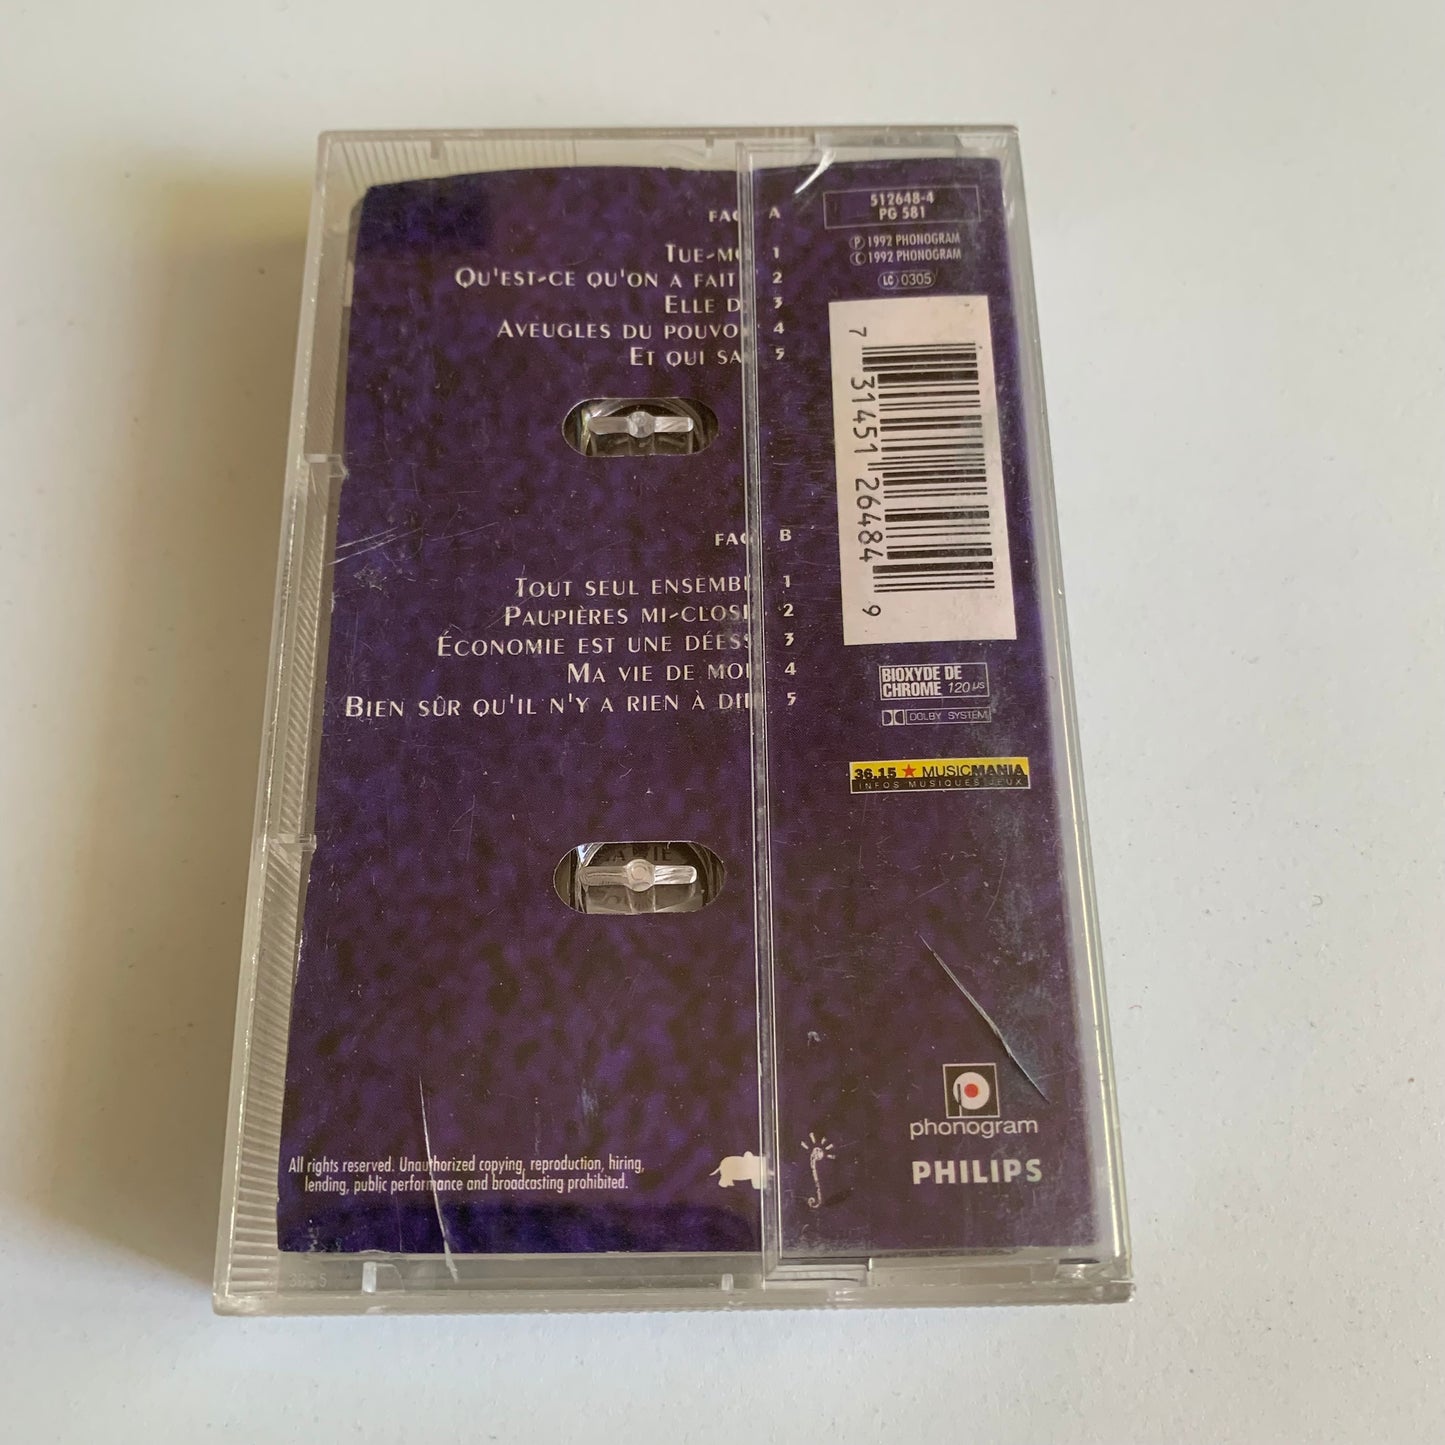 FAC A
TUE-MO 1
QU'EST-CE QU'ON A FAIT 2
ELLE D 3
AVEUGLES DU POUVO 4
ET QUI SA 5
FAC B
TOUT SEUL ENSEMB 1
PAUPIÈRES MI-CLOS 2
ÉCONOMIE EST UNE DÉESS 3
MA VIE DE MO 4
BIEN SÛR QU'IL N'Y A RIEN À DI 5
All rights reserved. Unauthorized copying, reproduction, hiring,
lending, public performance and broadcasting prohibited.
512648-4
PG 581
Ⓟ 1992 PHONOGRAM
© 1992 PHONOGRAM
LC 0305
7 31451 26484 9
BIOXYDE DE
CHROME 120 µs
DOLBY SYSTEM
36.15 ★ MUSICMANIA
INFOS MUSIQUES JEUX
phonogram
PHILIPS